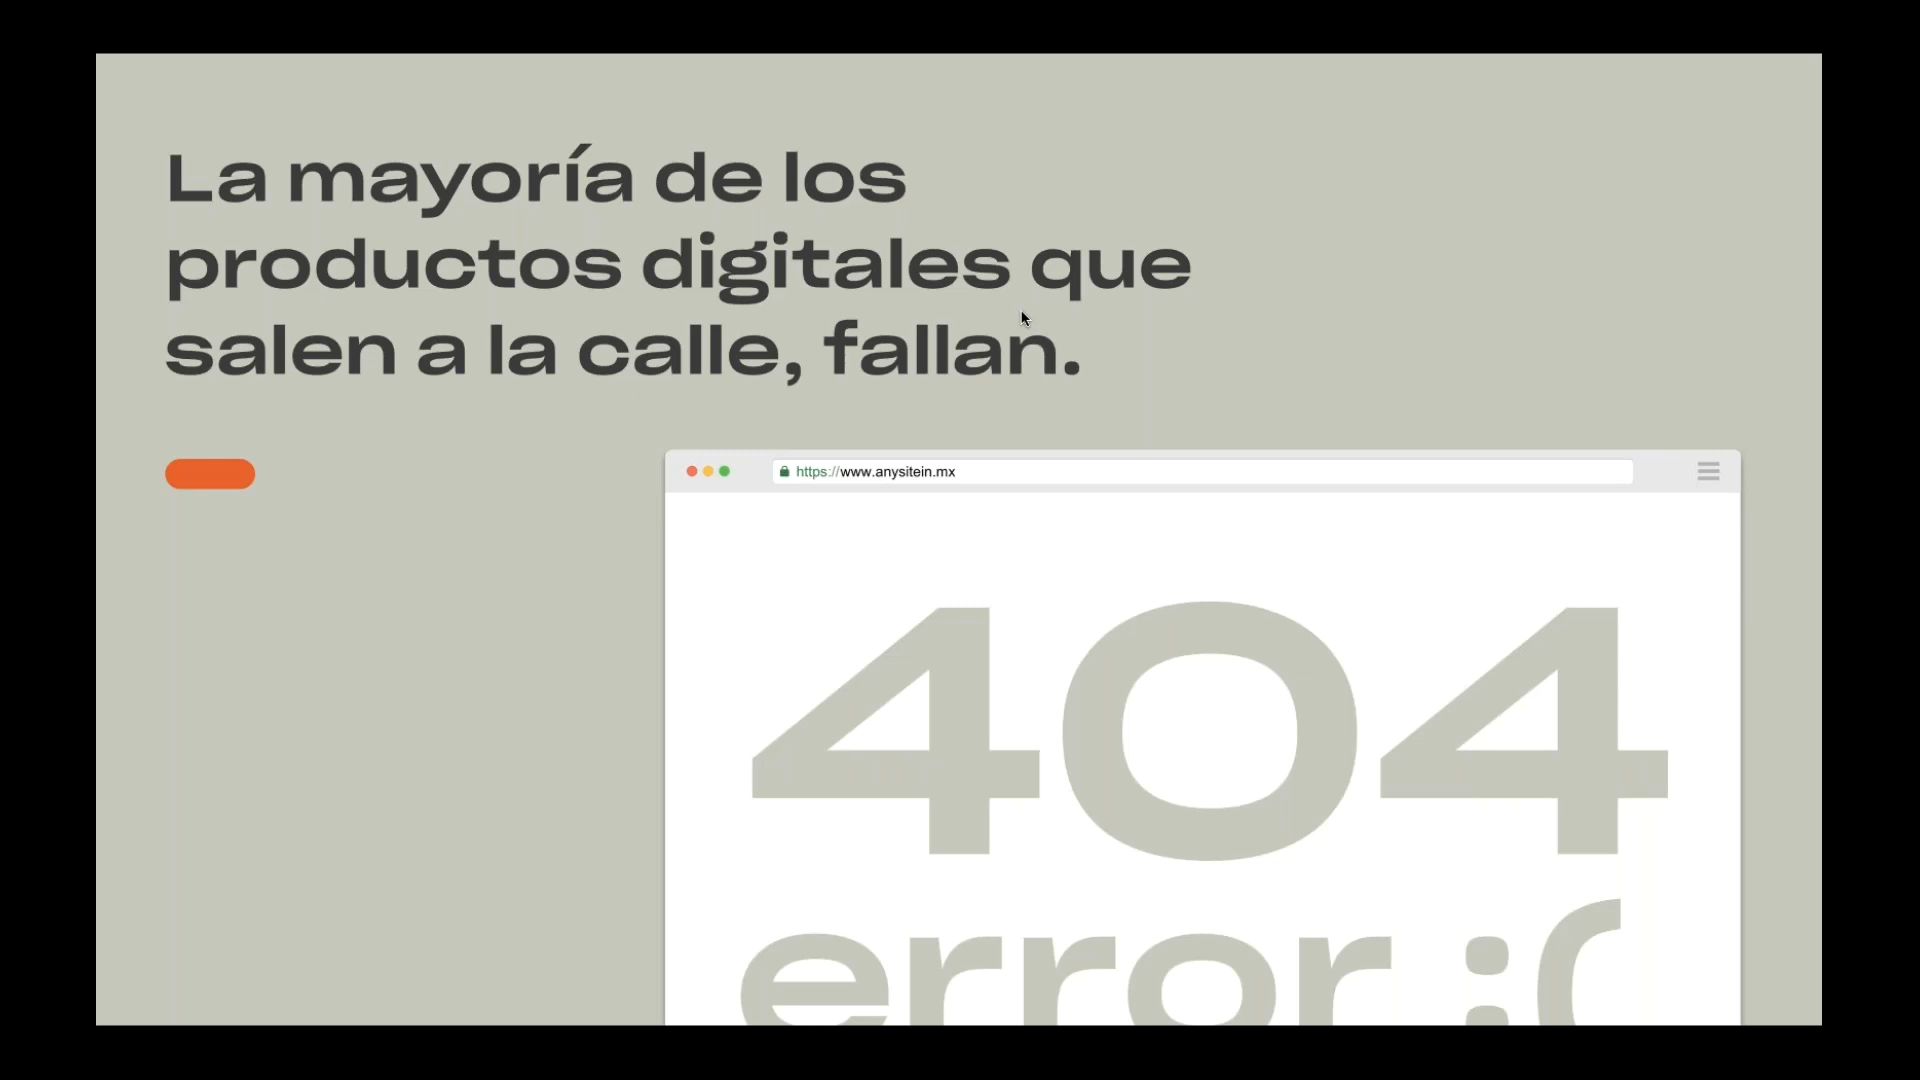 La mayoría de los
productos digitales que
salen a la calle, fallan.
https://www.anysitein.mx
404
error :(